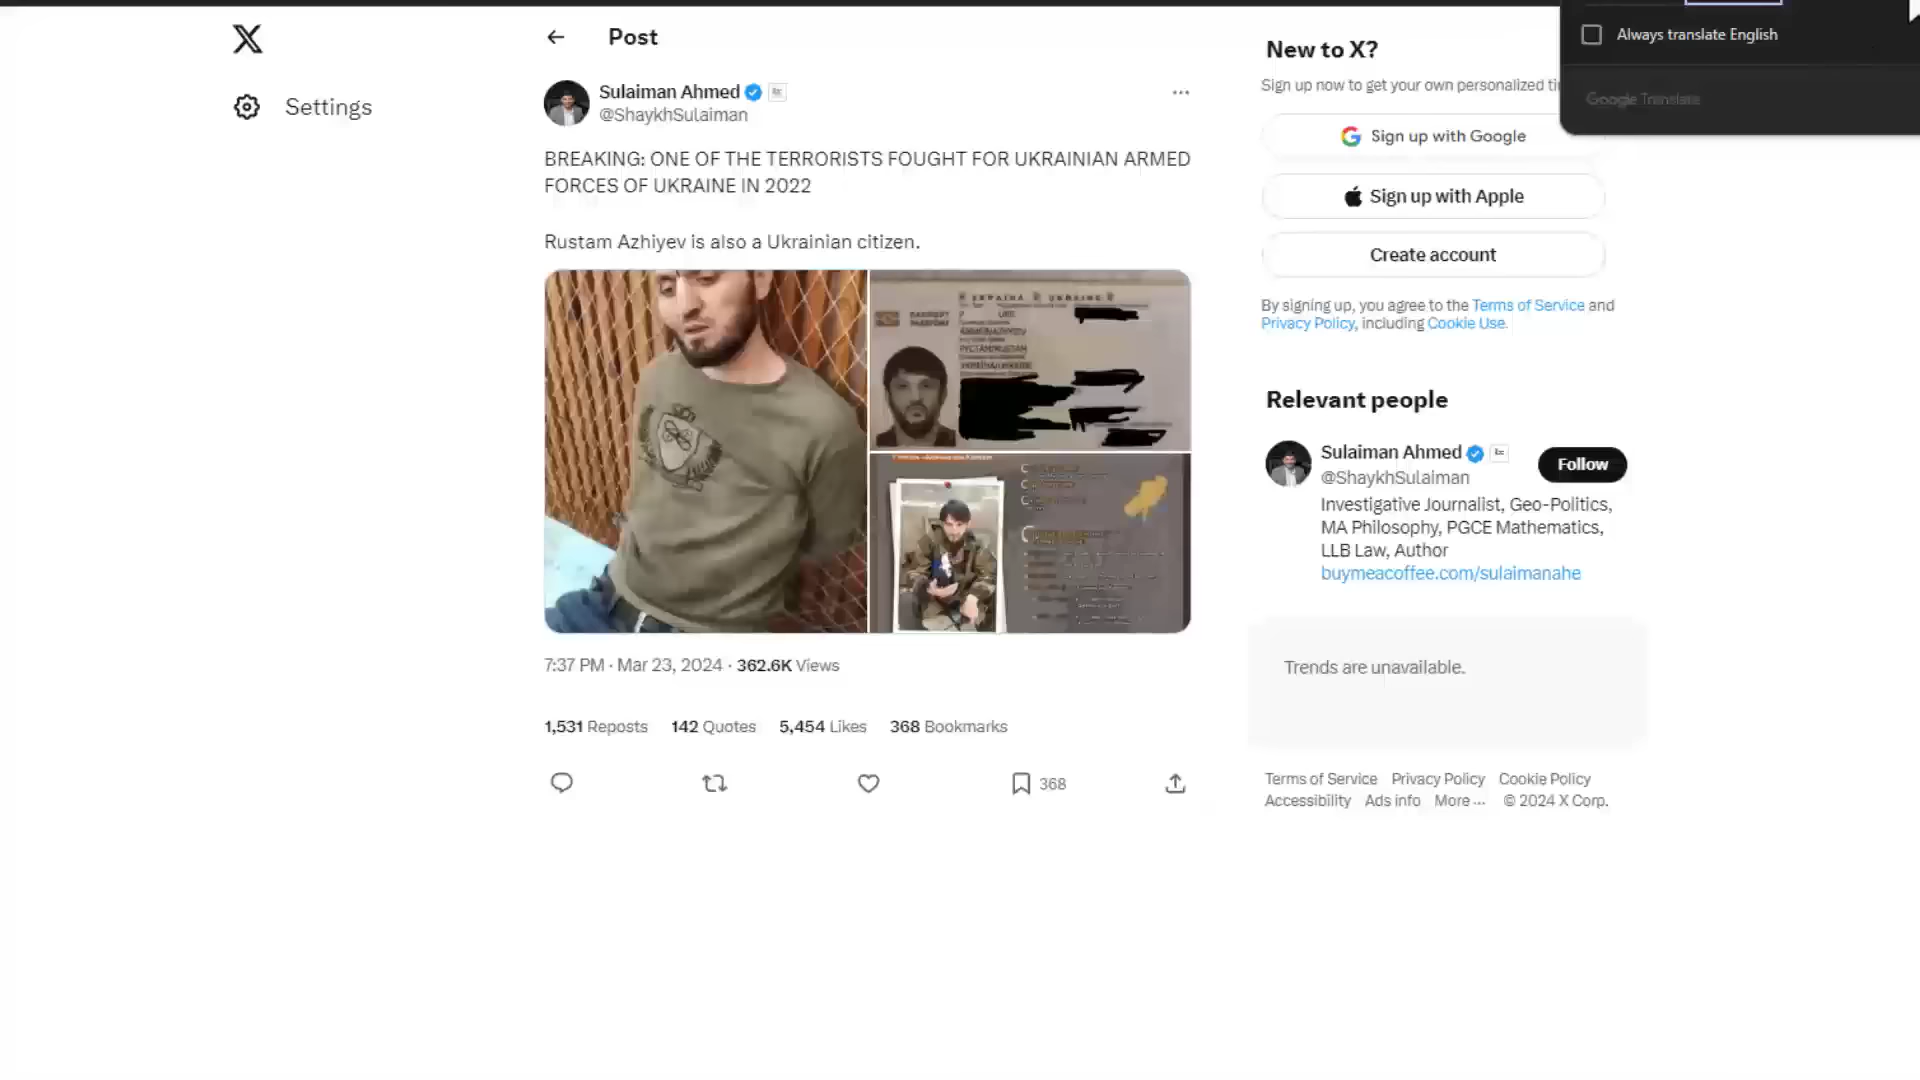 Post
Settings
Sulaiman Ahmed
@ShaykhSulaiman
BREAKING: ONE OF THE TERRORISTS FOUGHT FOR UKRAINIAN ARMED
FORCES OF UKRAINE IN 2022
Rustam Azhiyev is also a Ukrainian citizen.
7:37 PM · Mar 23, 2024 · 362.6K Views
1,531 Reposts 142 Quotes 5,454 Likes 368 Bookmarks
368
New to X?
Sign up now to get your own personalized
Sign up with Google
Sign up with Apple
Create account
By signing up, you agree to the Terms of Service and
Privacy Policy, including Cookie Use.
Relevant people
Sulaiman Ahmed
@ShaykhSulaiman
Follow
Investigative Journalist, Geo-Politics,
MA Philosophy, PGCE Mathematics,
LLB Law, Author
buymeacoffee.com/sulaimanahe
Trends are unavailable.
Terms of Service Privacy Policy Cookie Policy
Accessibility Ads info More ... © 2024 X Corp.
Always translate English
Google Translate